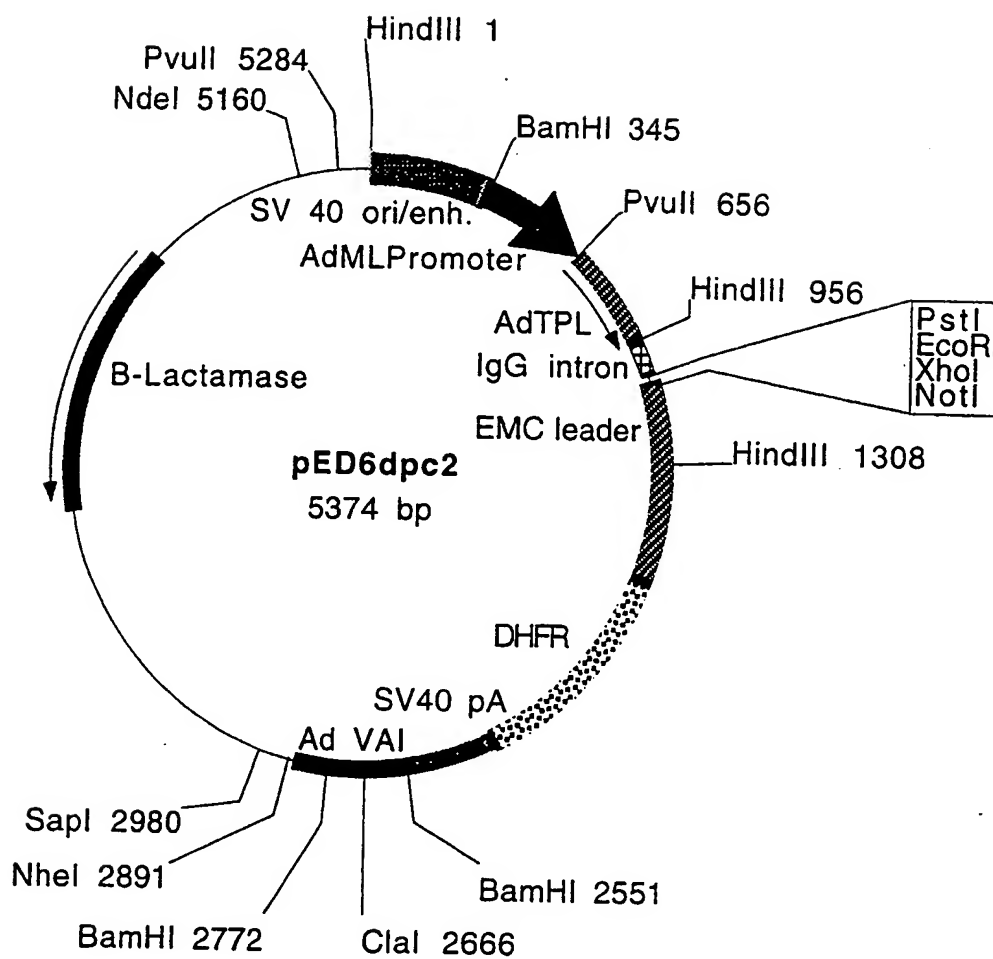 HindIII 1
PvuII 5284
NdeI 5160
BamHI 345
SV 40 ori/enh.
PvuII 656
AdMLPromoter
HindIII 956
AdTPL
PstI
EcoR
XhoI
NotI
IgG intron
B-Lactamase
EMC leader
HindIII 1308
pED6dpc2
5374 bp
DHFR
SV40 pA
Ad VAI
SapI 2980
NheI 2891
BamHI 2551
BamHI 2772
ClaI 2666